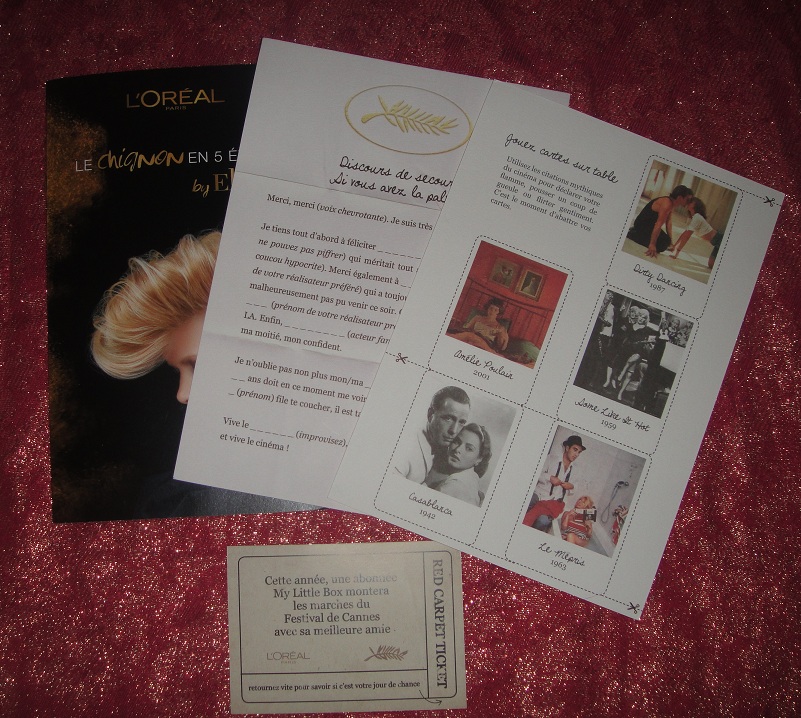 L'ORÉAL
PARIS
LE chignon EN 5 É
by El
Discours de secour
Si vous avez la pal
Merci, merci (voix chevrotante). Je suis très
Je tiens tout d'abord à féliciter
ne pouvez pas piffrer) qui méritait tout
coucou hypocrite). Merci également à
de votre réalisateur préféré) qui a toujou
malheureusement pas pu venir ce soir.
(prénom de votre réalisateur pré
LA. Enfin, (acteur fan
ma moitié, mon confident.
Je n'oublie pas non plus mon/ma
ans doit en ce moment me voir
(prénom) file te coucher, il est ta
Vive le (improvisez),
et vive le cinéma !
Jouez cartes sur table
Utilisez les citations mythiques
du cinéma pour déclarer votre
flamme, pousser un coup de
gueule ou flirter gentiment.
C'est le moment d'abattre vos
cartes.
Dirty Dancing
1987
Amélie Poulain
2001
Some Like It Hot
1959
Casablanca
1942
Le Mépris
1963
Cette année, une abonnée
My Little Box montera
les marches du
Festival de Cannes
avec sa meilleure amie
L'ORÉAL
PARIS
RED CARPET TICKET
retournez vite pour savoir si c'est votre jour de chance